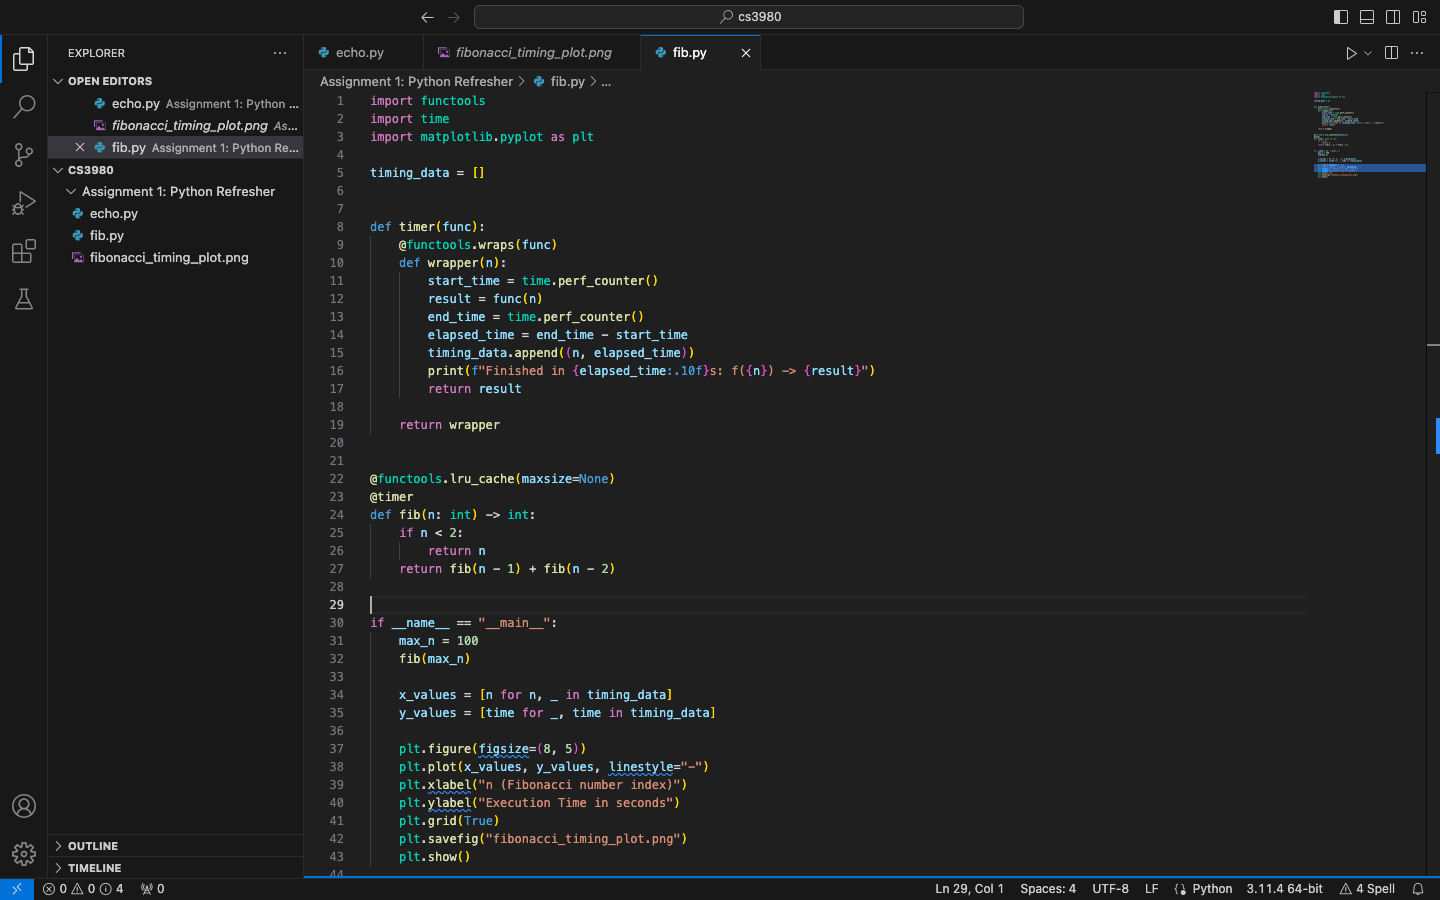 cs3980
EXPLORER
OPEN EDITORS
echo.py Assignment 1: Python ...
fibonacci_timing_plot.png As...
fib.py Assignment 1: Python Re...
CS3980
Assignment 1: Python Refresher
echo.py
fib.py
fibonacci_timing_plot.png
OUTLINE
TIMELINE
echo.py fibonacci_timing_plot.png fib.py
Assignment 1: Python Refresher > fib.py > ...
1 import functools
2 import time
3 import matplotlib.pyplot as plt
4
5 timing_data = []
6
7
8 def timer(func):
9     @functools.wraps(func)
10     def wrapper(n):
11         start_time = time.perf_counter()
12         result = func(n)
13         end_time = time.perf_counter()
14         elapsed_time = end_time - start_time
15         timing_data.append((n, elapsed_time))
16         print(f"Finished in {elapsed_time:.10f}s: f({n}) -> {result}")
17         return result
18
19     return wrapper
20
21
22 @functools.lru_cache(maxsize=None)
23 @timer
24 def fib(n: int) -> int:
25     if n < 2:
26         return n
27     return fib(n - 1) + fib(n - 2)
28
29
30 if __name__ == "__main__":
31     max_n = 100
32     fib(max_n)
33
34     x_values = [n for n, _ in timing_data]
35     y_values = [time for _, time in timing_data]
36
37     plt.figure(figsize=(8, 5))
38     plt.plot(x_values, y_values, linestyle="-")
39     plt.xlabel("n (Fibonacci number index)")
40     plt.ylabel("Execution Time in seconds")
41     plt.grid(True)
42     plt.savefig("fibonacci_timing_plot.png")
43     plt.show()
44
0 0 4 0 Ln 29, Col 1 Spaces: 4 UTF-8 LF Python 3.11.4 64-bit 4 Spell